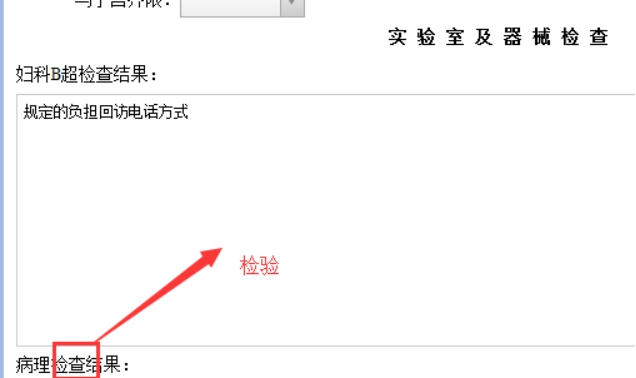 实验室及器械检查
妇科B超检查结果：
规定的负担回访电话方式
检验
病理检查结果：